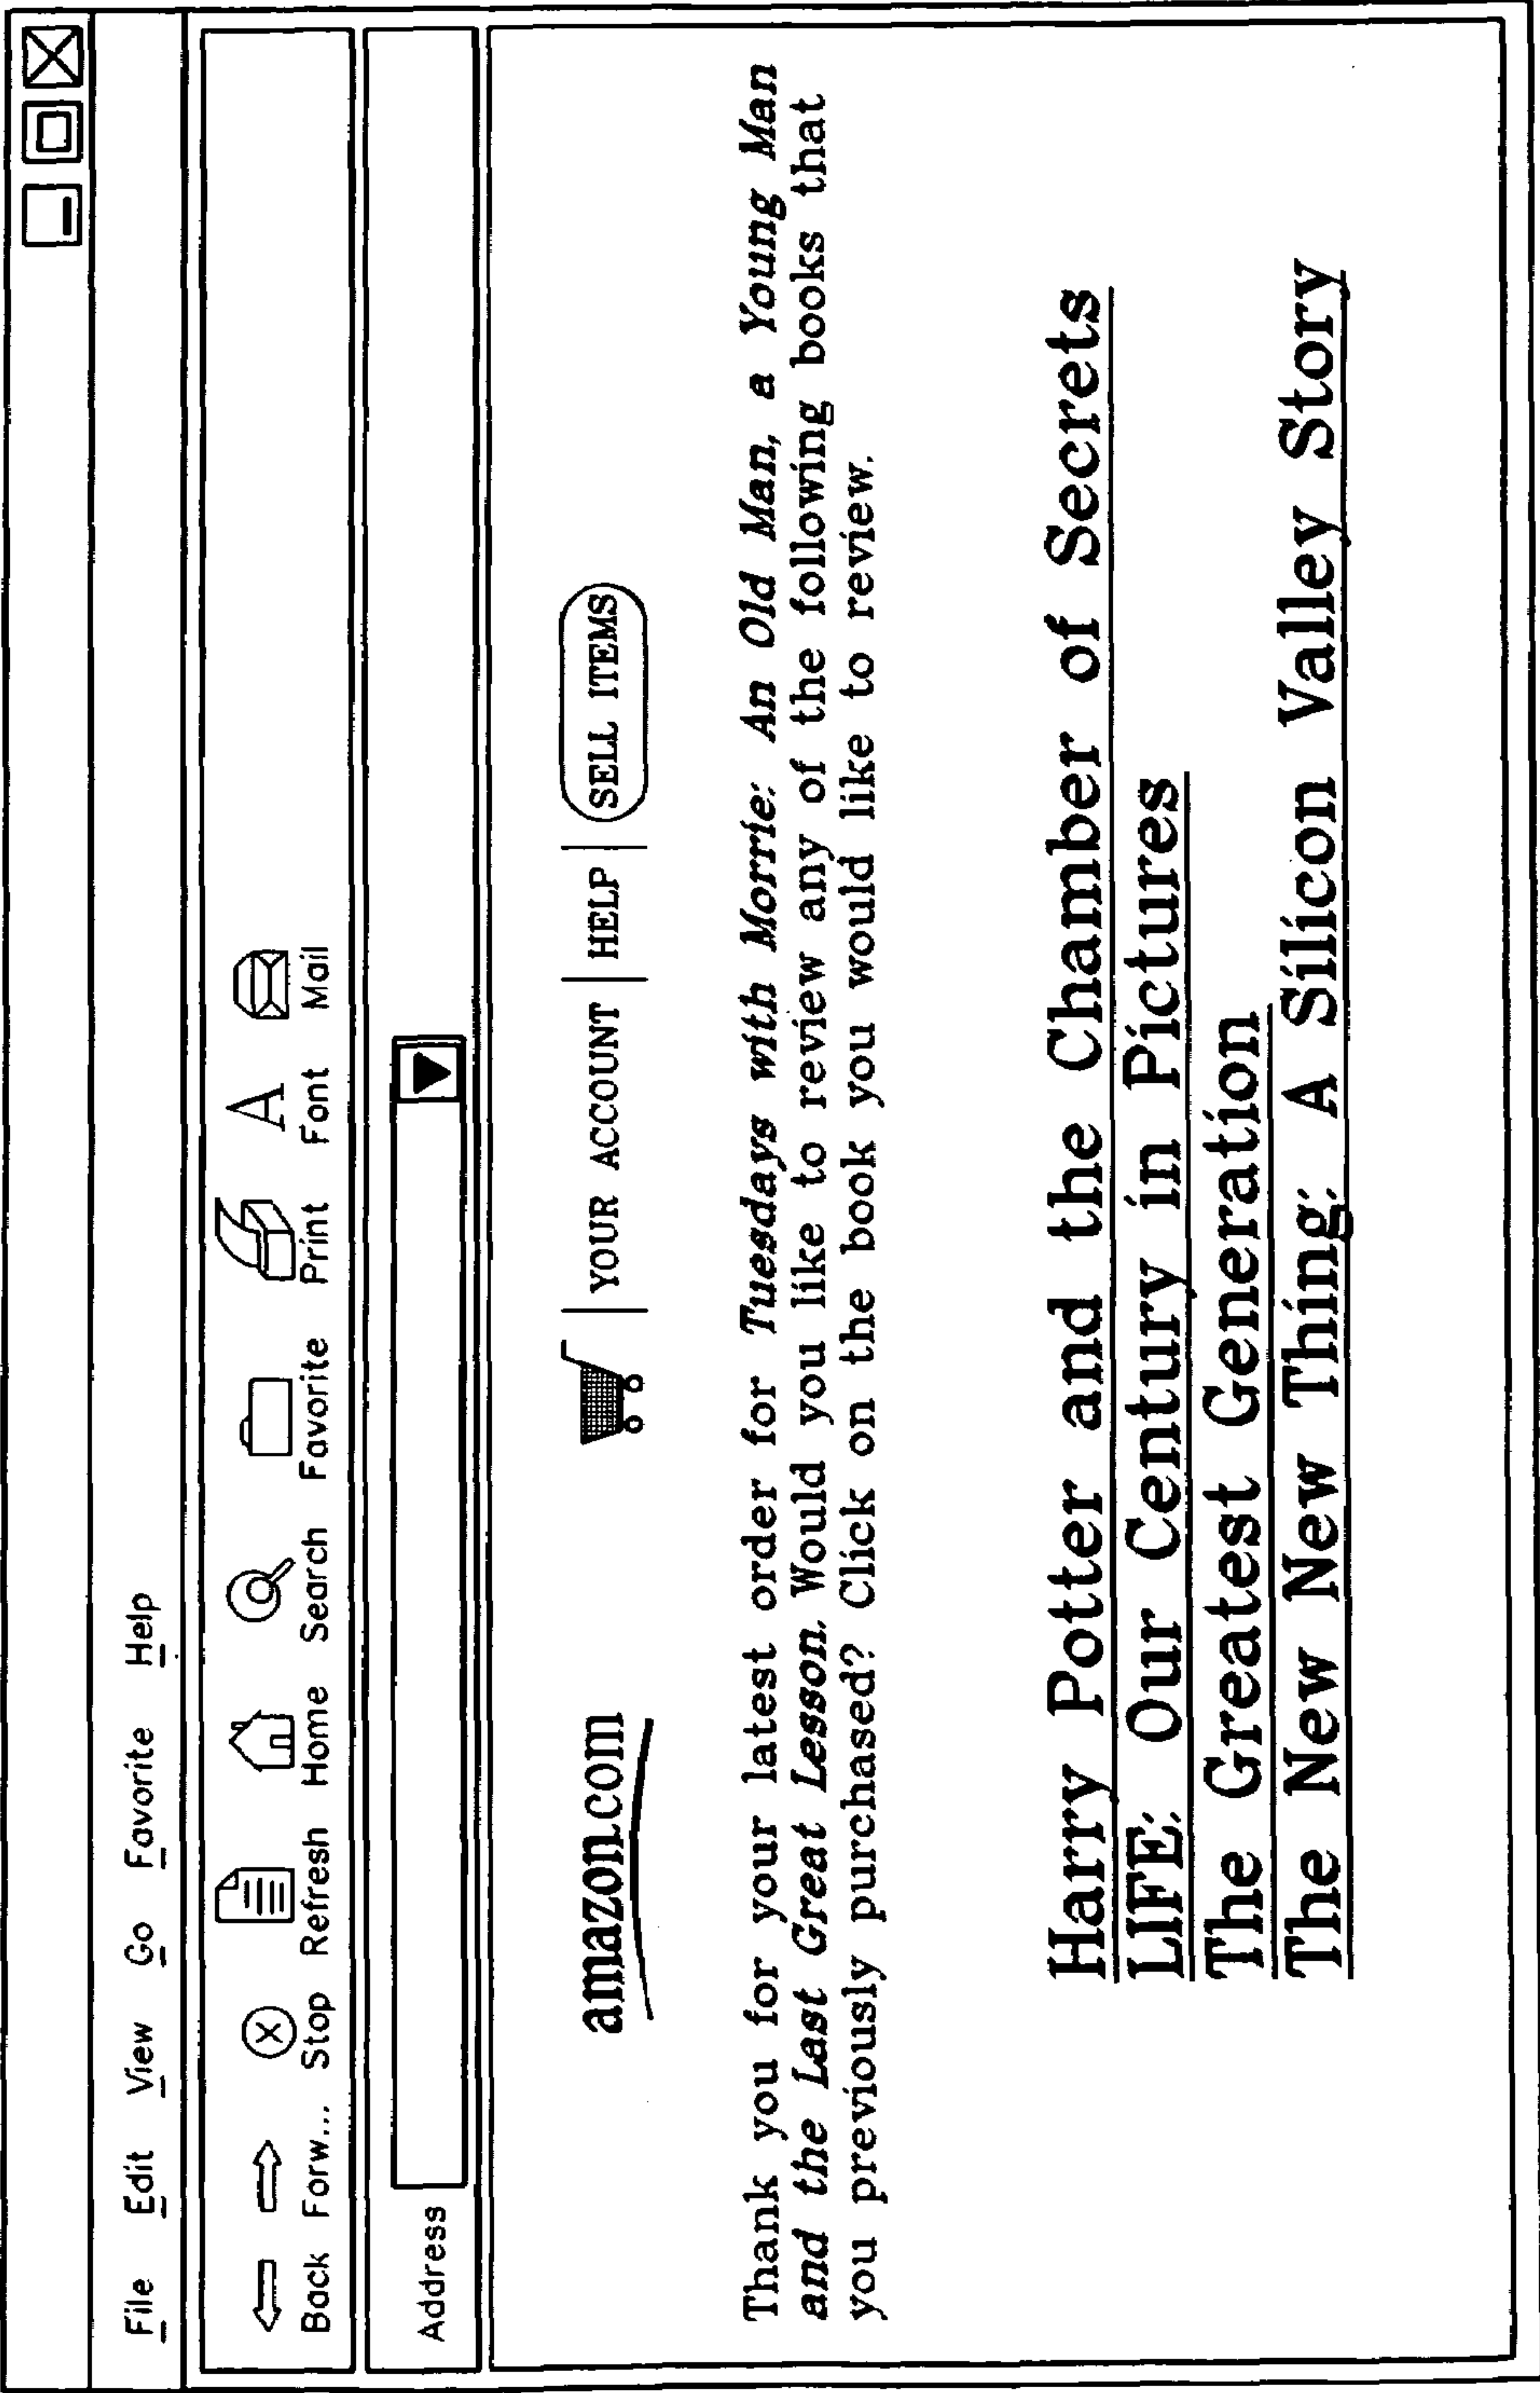 File Edit View Go Favorite Help
Back Forw... Stop Refresh Home Search Favorite Print Font Mail
Address
amazon.com YOUR ACCOUNT HELP SELL ITEMS
Thank you for your latest order for Tuesdays with Morrie: An Old Man, a Young Man
and the Last Great Lesson. Would you like to review any of the following books that
you previously purchased? Click on the book you would like to review.
Harry Potter and the Chamber of Secrets
LIFE: Our Century in Pictures
The Greatest Generation
The New New Thing: A Silicon Valley Story